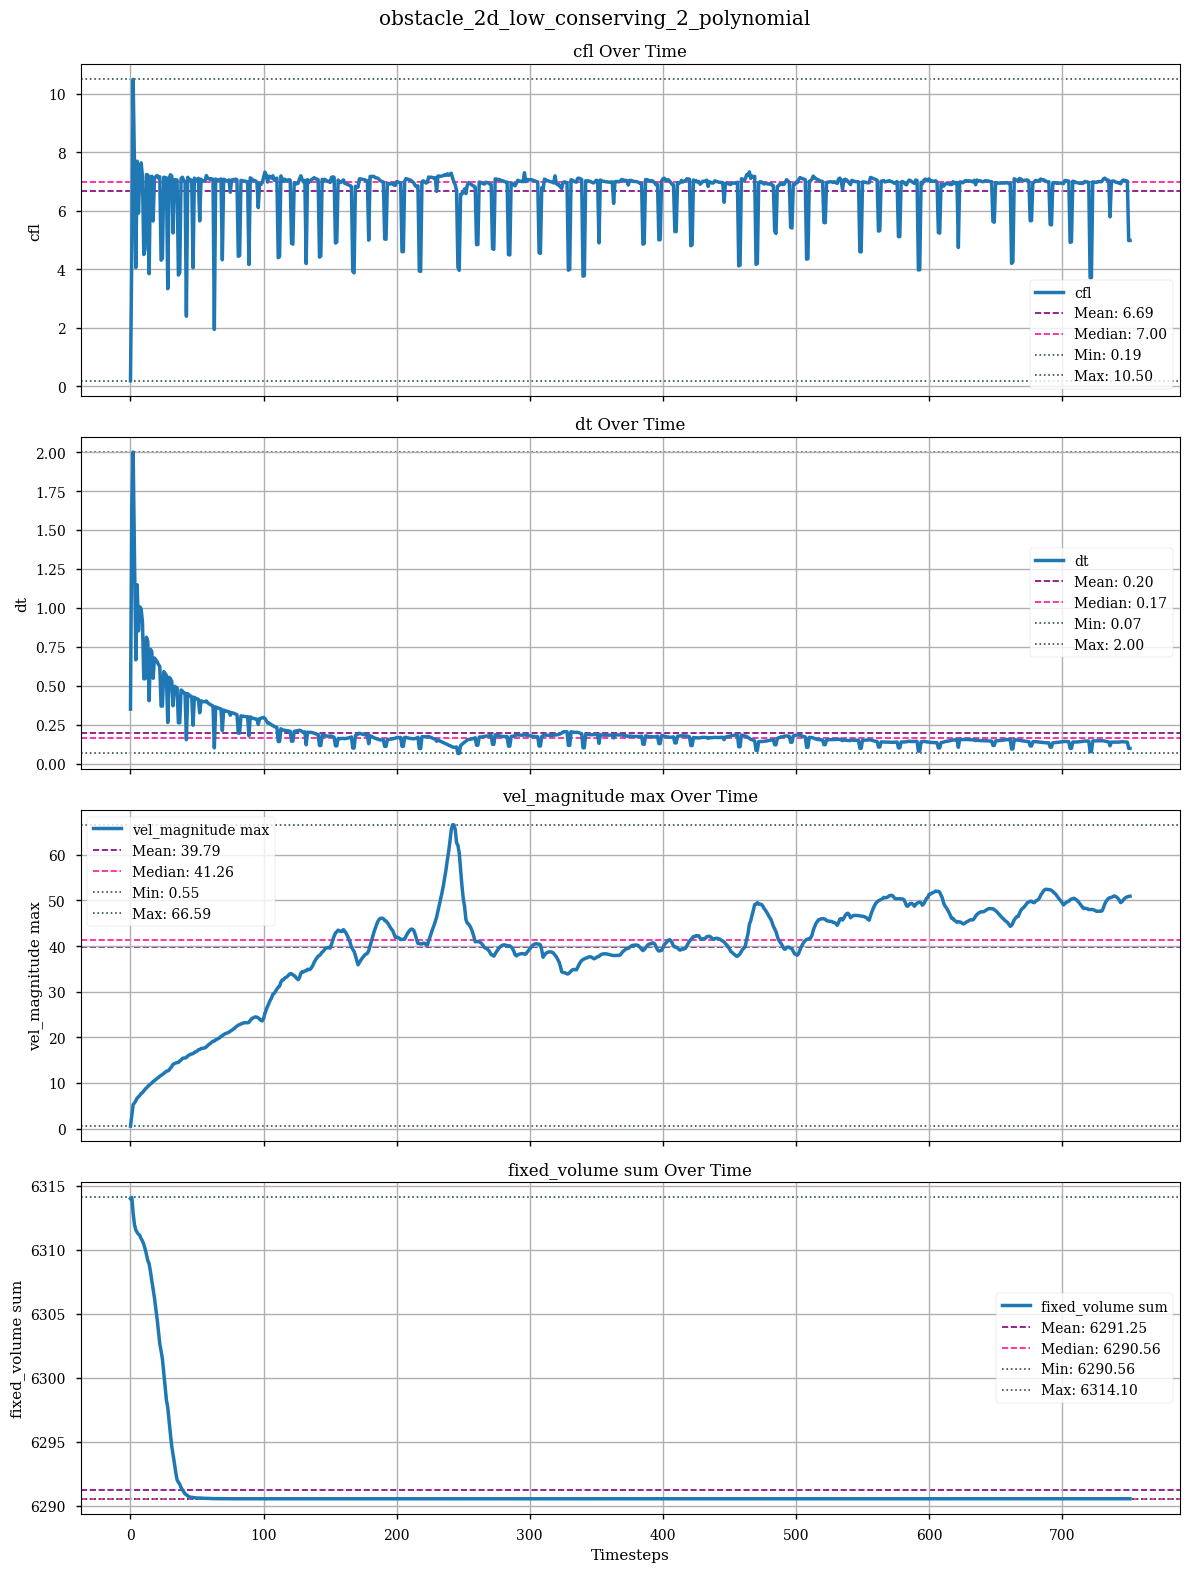 obstacle_2d_low_conserving_2_polynomial
cfl Over Time
10
8
6
4
2
0
cfl
cfl
Mean: 6.69
Median: 7.00
Min: 0.19
Max: 10.50
dt Over Time
2.00
1.75
1.50
1.25
1.00
0.75
0.50
0.25
0.00
dt
dt
Mean: 0.20
Median: 0.17
Min: 0.07
Max: 2.00
vel_magnitude max Over Time
60
50
40
30
20
10
0
vel_magnitude max
vel_magnitude max
Mean: 39.79
Median: 41.26
Min: 0.55
Max: 66.59
fixed_volume sum Over Time
6315
6310
6305
6300
6295
6290
fixed_volume sum
fixed_volume sum
Mean: 6291.25
Median: 6290.56
Min: 6290.56
Max: 6314.10
0 100 200 300 400 500 600 700
Timesteps